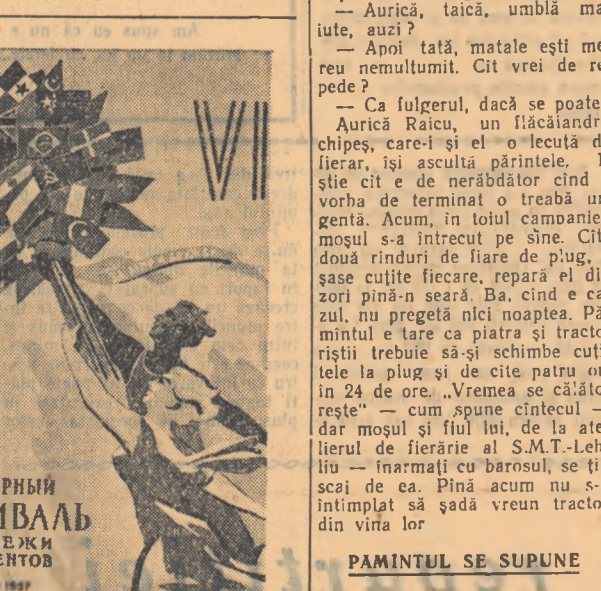 VI
РНЫЙ
ИВАЛЬ
ЕЖИ
ЕНТОВ
1957
— Aurică, taică, umblă ma
iute, auzi ?
— Apoi tată, matale ești me
reu nemulțumit. Cît vrei de re
pede ?
— Ca fulgerul, dacă se poate
Aurică Raicu, un flăcăiandr
chipeș, care-i și el o lecuță d
fierar, își ascultă părintele.
știe cît e de nerăbdător cînd
vorba de terminat o treabă ur
gentă. Acum, în toiul campanie
moșul s-a întrecut pe sine. Cît
două rînduri de fiare de plug,
șase cuțite fiecare, repară el di
zori pînă-n seară. Ba, cînd e ca
zul, nu pregetă nici noaptea. Pă
mîntul e tare ca piatra și tracto
riștii trebuie să-și schimbe cuți
tele la plug și de cîte patru or
în 24 de ore. „Vremea se călăto
rește" — cum spune cîntecul —
dar moșul și fiul lui, de la ate
lierul de fierărie al S.M.T.-Leh
liu — înarmați cu barosul, se ți
scai de ea. Pînă acum nu s-
întîmplat să șadă vreun tracto
din vina lor
PAMINTUL SE SUPUNE